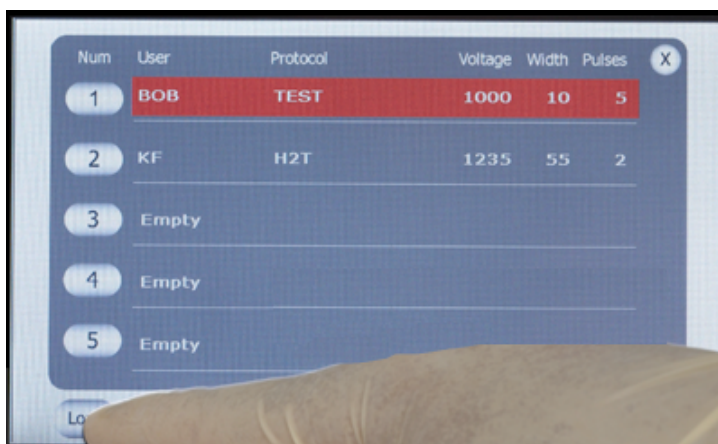 Num User Protocol Voltage Width Pulses X
1 BOB TEST 1000 10 5
2 KF H2T 1235 55 2
3 Empty
4 Empty
5 Empty